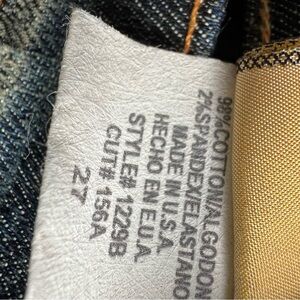 98%COTTON/ALGODON
2%SPANDEX/ELASTANO
MADE IN U.S.A.
HECHO EN E.U.A.
STYLE# 1229B
CUT# 156A
27